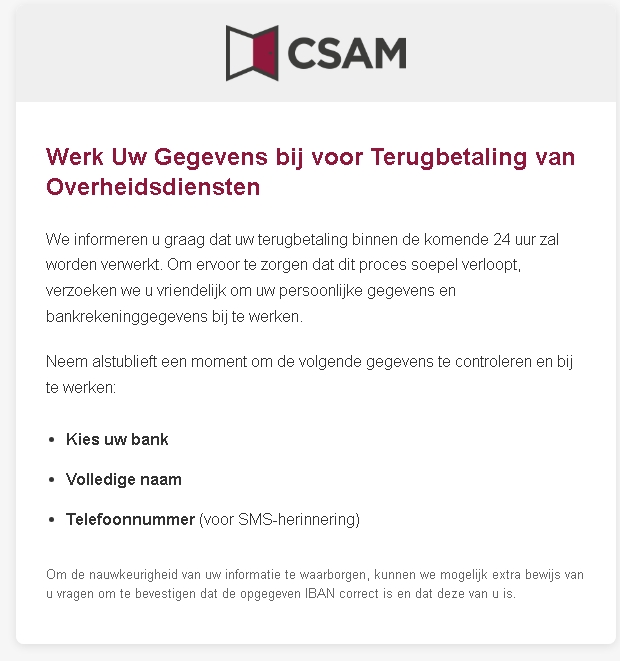 CSAM
Werk Uw Gegevens bij voor Terugbetaling van
Overheidsdiensten
We informeren u graag dat uw terugbetaling binnen de komende 24 uur zal
worden verwerkt. Om ervoor te zorgen dat dit proces soepel verloopt,
verzoeken we u vriendelijk om uw persoonlijke gegevens en
bankrekeninggegevens bij te werken.
Neem alstublieft een moment om de volgende gegevens te controleren en bij
te werken:
• Kies uw bank
• Volledige naam
• Telefoonnummer (voor SMS-herinnering)
Om de nauwkeurigheid van uw informatie te waarborgen, kunnen we mogelijk extra bewijs van
u vragen om te bevestigen dat de opgegeven IBAN correct is en dat deze van u is.